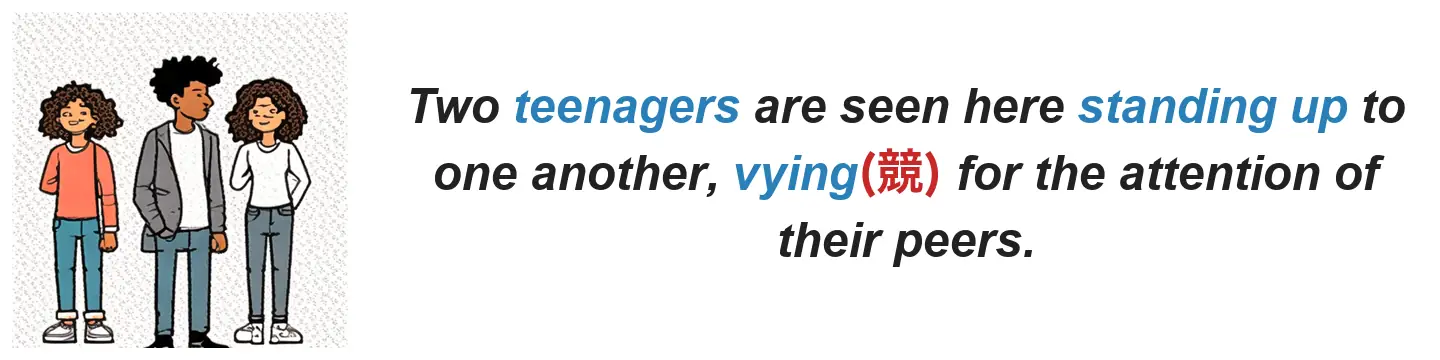 Two teenagers are seen here standing up to
one another, vying(競) for the attention of
their peers.